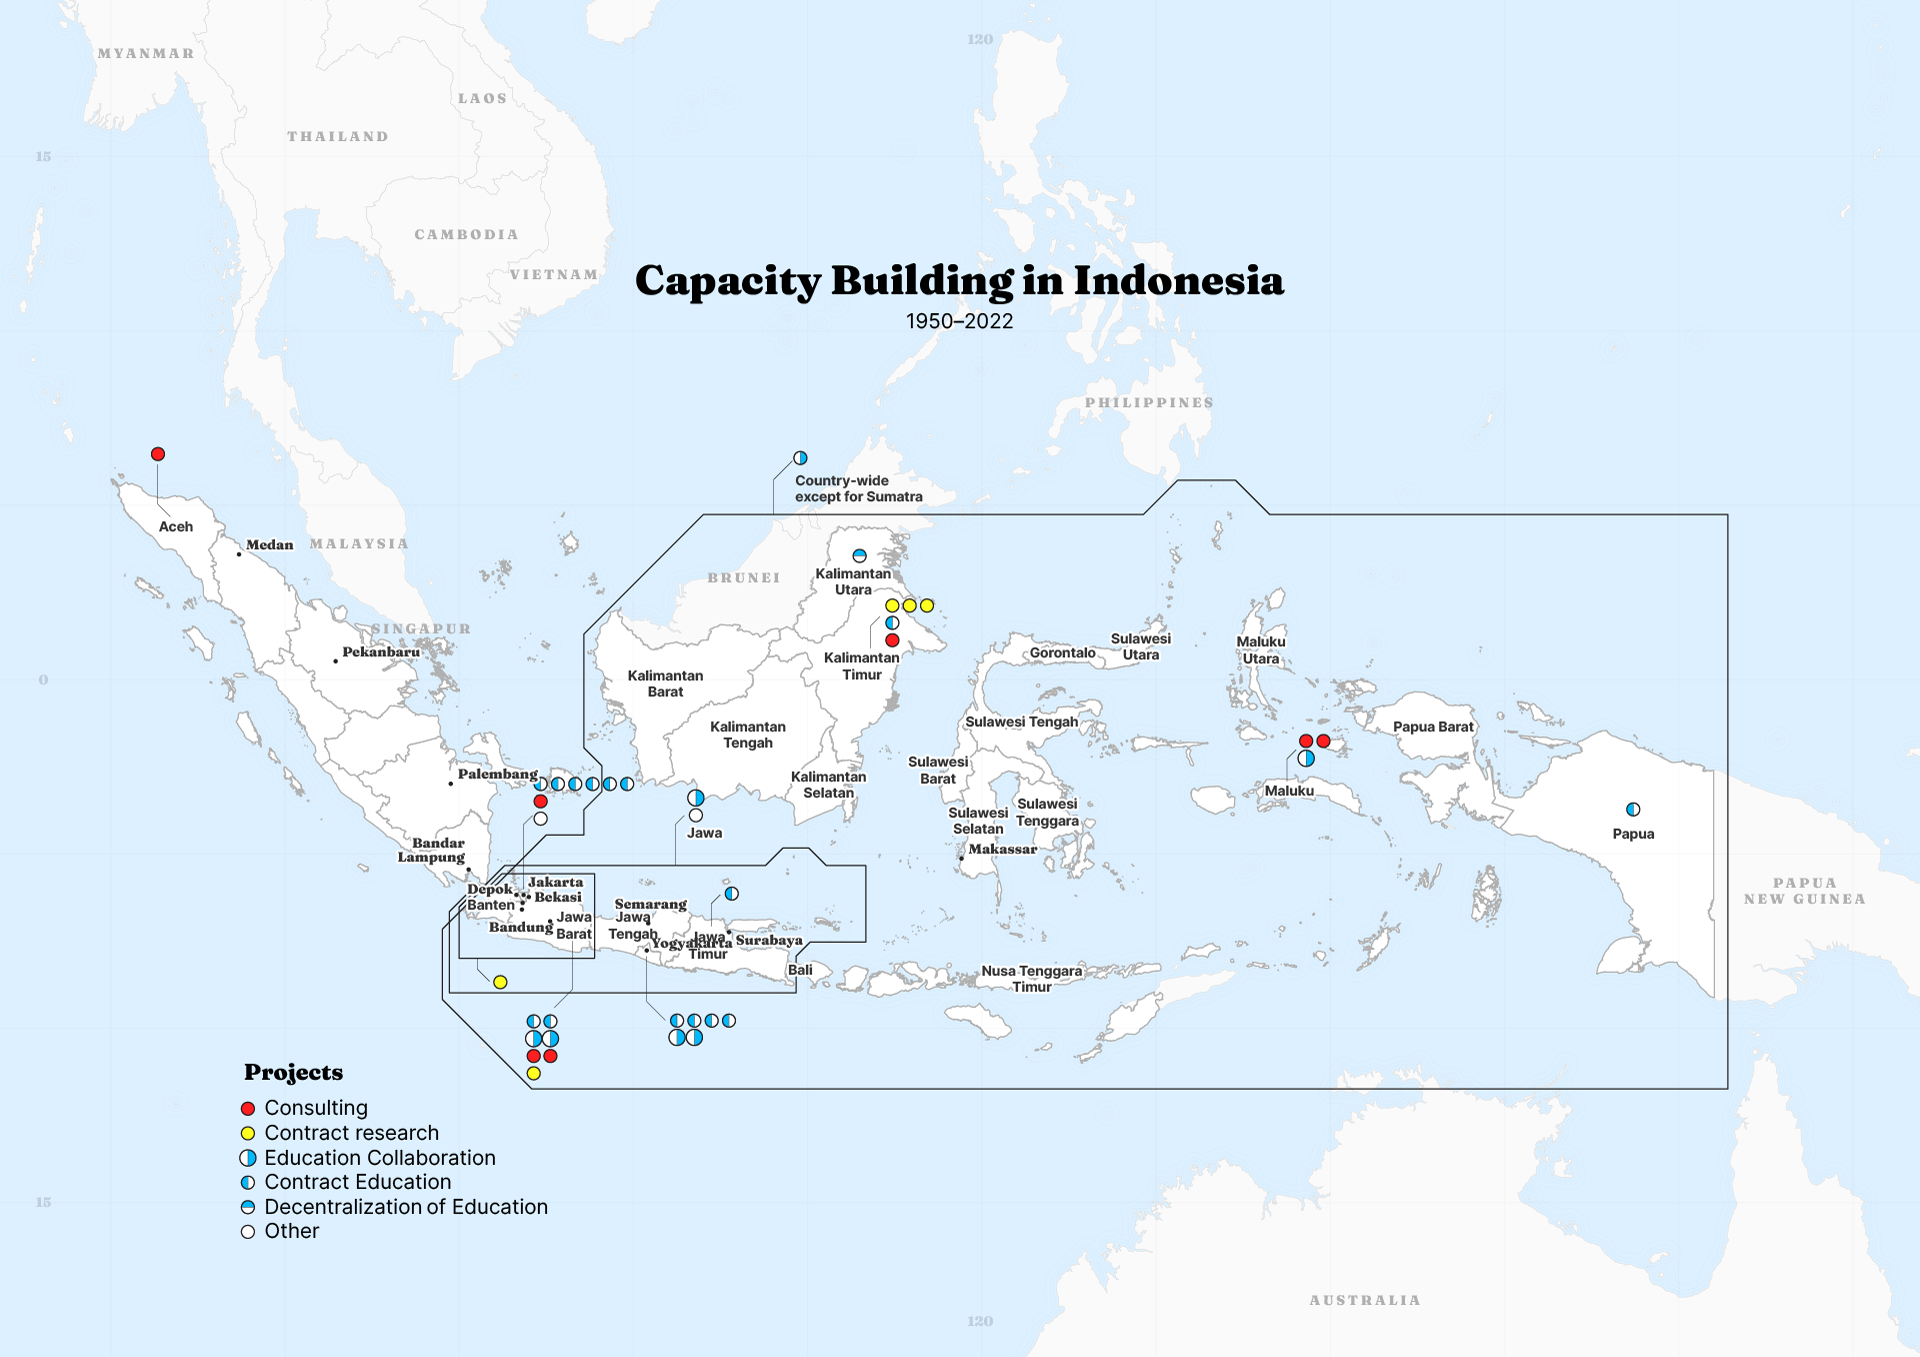 120
MYANMAR
LAOS
THAILAND
15
CAMBODIA
VIETNAM
Capacity Building in Indonesia
1950–2022
PHILIPPINES
Country-wide
except for Sumatra
Aceh
Medan
MALAYSIA
BRUNEI
Kalimantan
Utara
SINGAPUR
Pekanbaru
Kalimantan
Timur
Gorontalo
Sulawesi
Utara
Maluku
Utara
0
Kalimantan
Barat
Kalimantan
Tengah
Sulawesi Tengah
Papua Barat
Palembang
Kalimantan
Selatan
Sulawesi
Barat
Maluku
Sulawesi
Selatan
Sulawesi
Tenggara
Jawa
Papua
Makassar
Bandar
Lampung
Jakarta
Depok
Bekasi
Banten
Semarang
Jawa
Tengah
Jawa
Barat
Bandung
Jawa
Timur
Yogyakarta
Surabaya
Bali
Nusa Tenggara
Timur
PAPUA
NEW GUINEA
Projects
Consulting
Contract research
Education Collaboration
Contract Education
Decentralization of Education
Other
15
AUSTRALIA
120